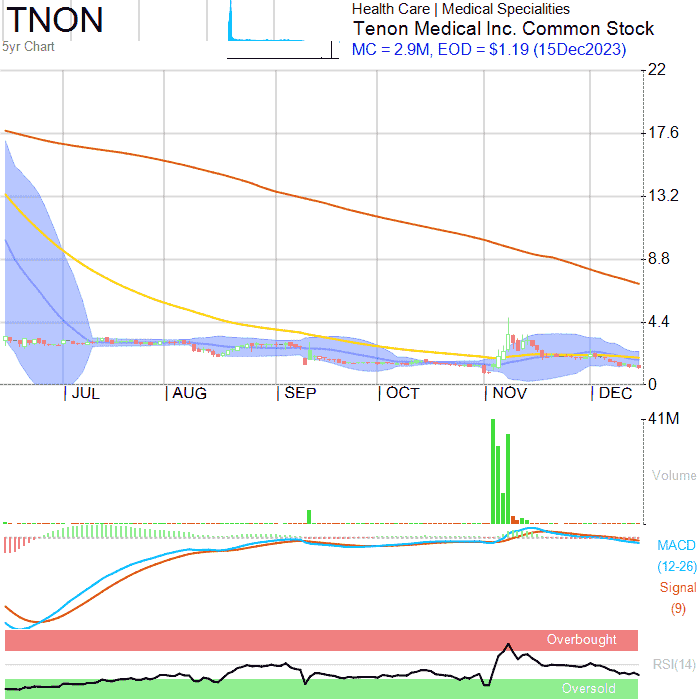 TNON
5yr Chart
Health Care | Medical Specialities
Tenon Medical Inc. Common Stock
MC = 2.9M, EOD = $1.19 (15Dec2023)
22
17.6
13.2
8.8
4.4
0
JUL AUG SEP OCT NOV DEC
41M
Volume
MACD
(12-26)
Signal
(9)
Overbought
RSI(14)
Oversold